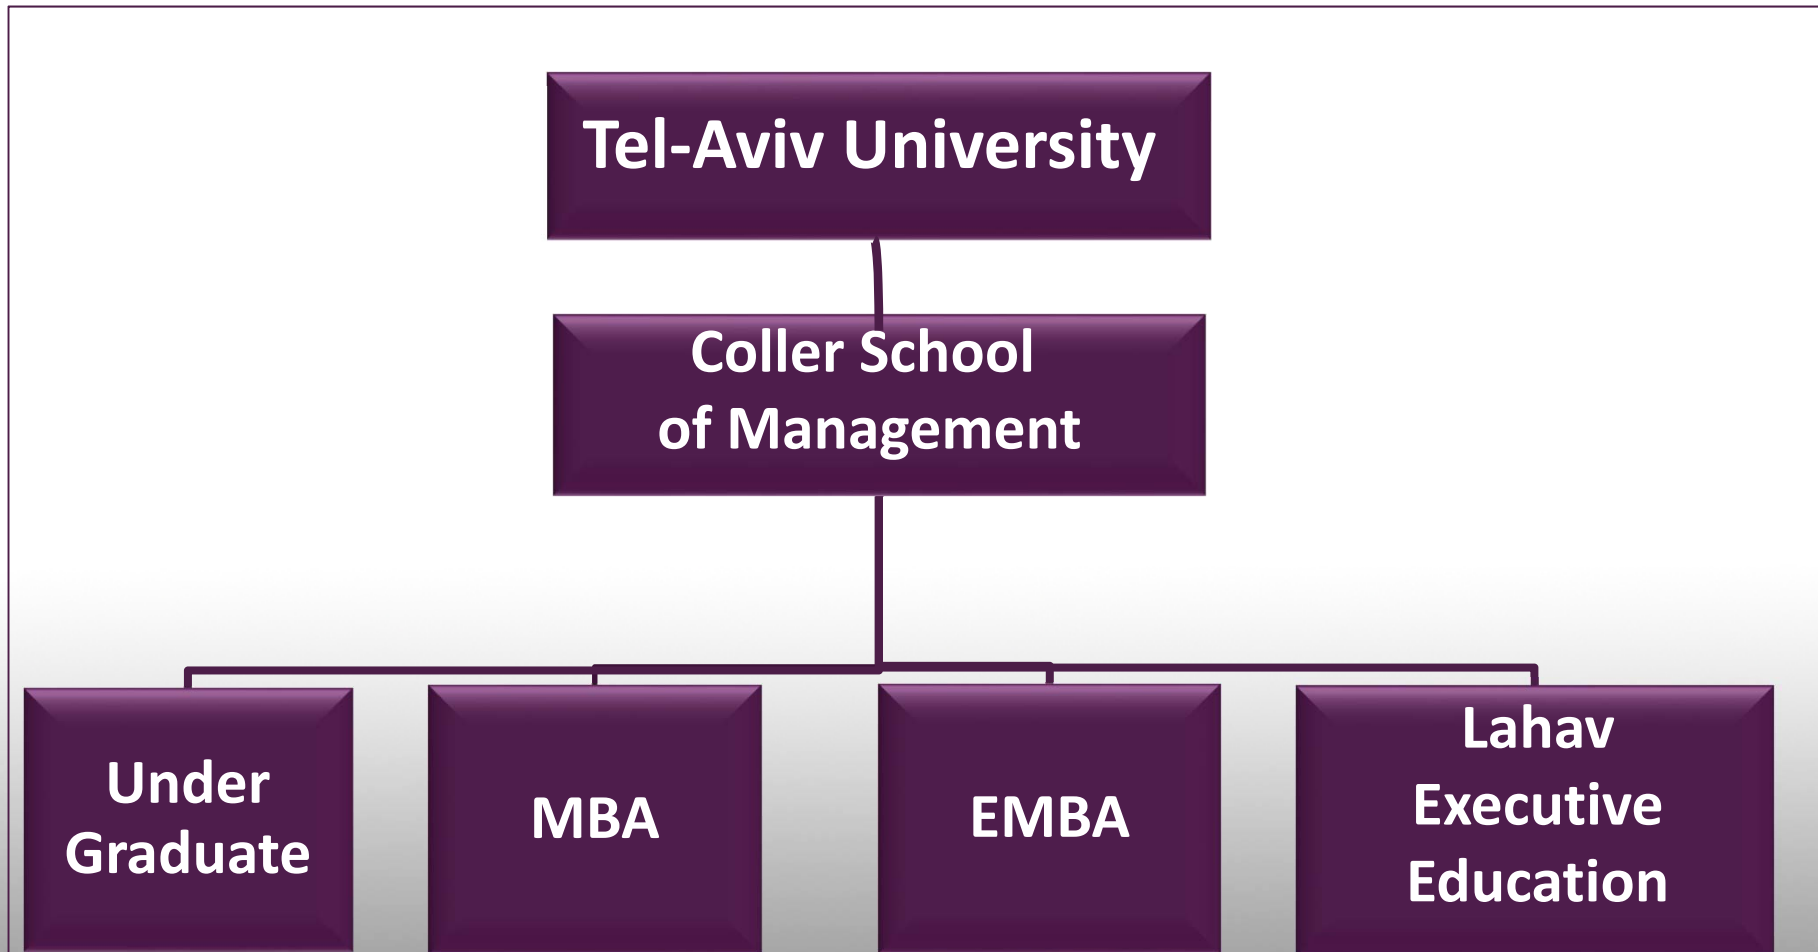 Tel-Aviv University
Coller School
of Management
Under
Graduate
MBA
EMBA
Lahav
Executive
Education